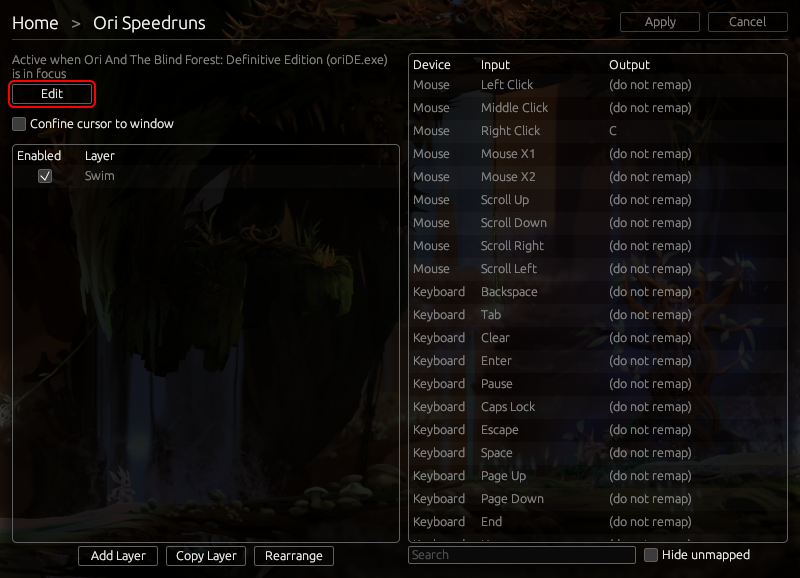 Home > Ori Speedruns
Apply
Cancel
Active when Ori And The Blind Forest: Definitive Edition (oriDE.exe)
is in focus
Edit
Confine cursor to window
Enabled Layer
Swim
Add Layer
Copy Layer
Rearrange
Device Input Output
Mouse Left Click (do not remap)
Mouse Middle Click (do not remap)
Mouse Right Click C
Mouse Mouse X1 (do not remap)
Mouse Mouse X2 (do not remap)
Mouse Scroll Up (do not remap)
Mouse Scroll Down (do not remap)
Mouse Scroll Right (do not remap)
Mouse Scroll Left (do not remap)
Keyboard Backspace (do not remap)
Keyboard Tab (do not remap)
Keyboard Clear (do not remap)
Keyboard Enter (do not remap)
Keyboard Pause (do not remap)
Keyboard Caps Lock (do not remap)
Keyboard Escape (do not remap)
Keyboard Space (do not remap)
Keyboard Page Up (do not remap)
Keyboard Page Down (do not remap)
Keyboard End (do not remap)
Search
Hide unmapped